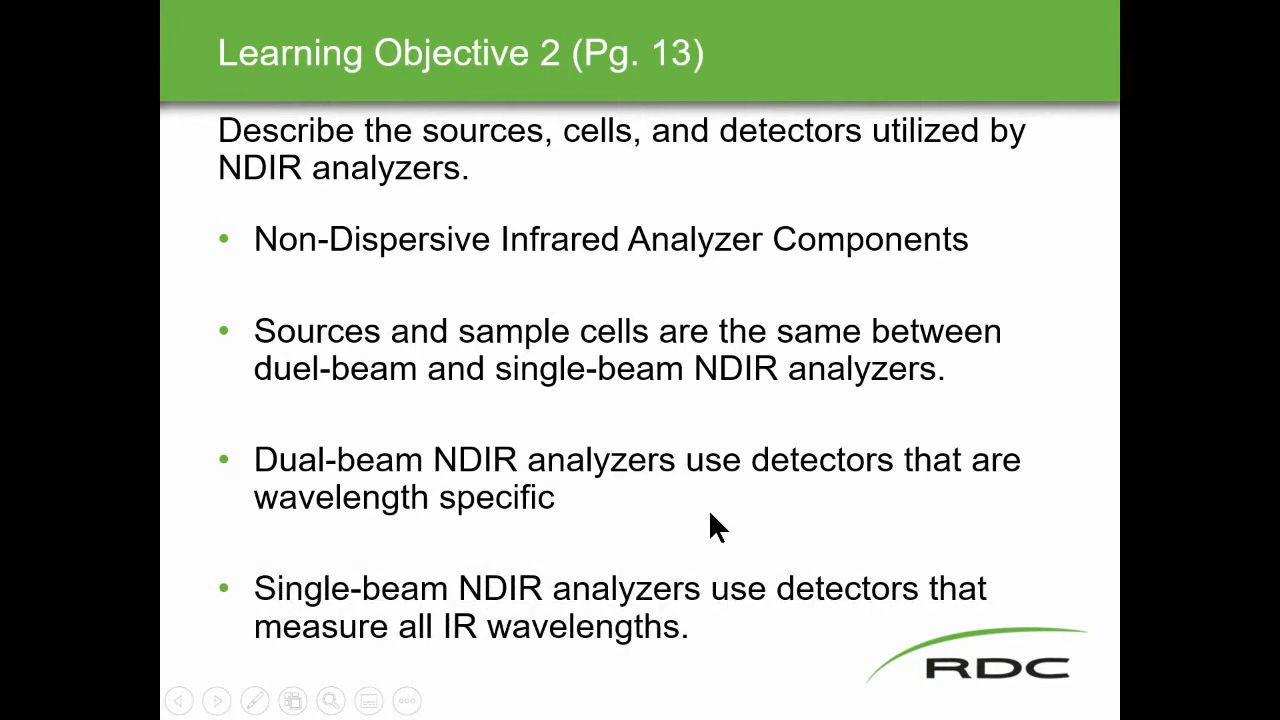 Learning Objective 2 (Pg. 13)
Describe the sources, cells, and detectors utilized by
NDIR analyzers.
• Non-Dispersive Infrared Analyzer Components
• Sources and sample cells are the same between
duel-beam and single-beam NDIR analyzers.
• Dual-beam NDIR analyzers use detectors that are
wavelength specific
• Single-beam NDIR analyzers use detectors that
measure all IR wavelengths.
RDC